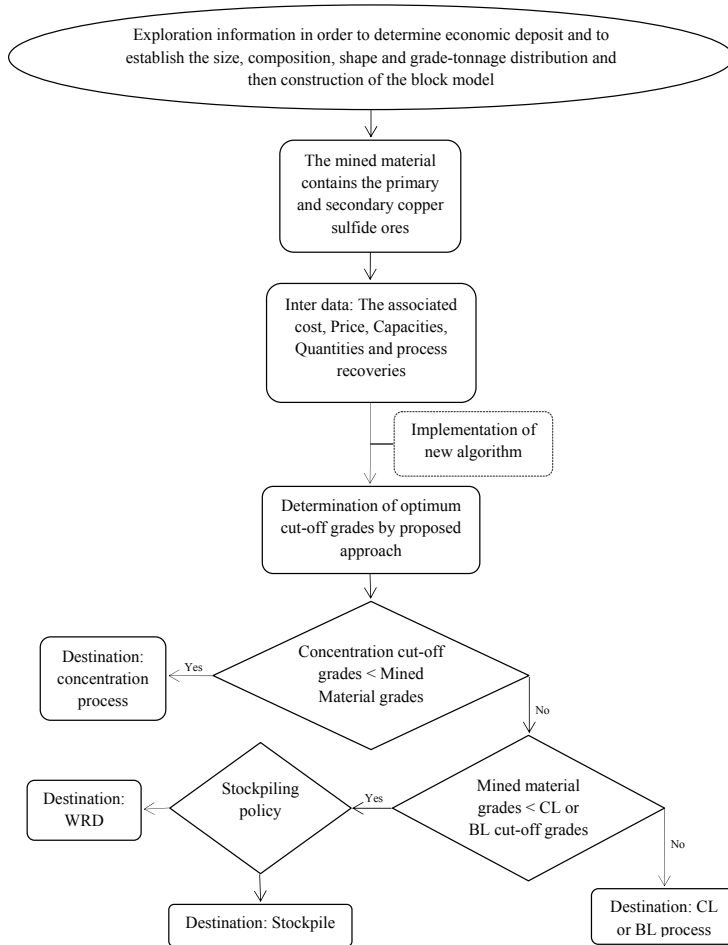 Exploration information in order to determine economic deposit and to
establish the size, composition, shape and grade-tonnage distribution and
then construction of the block model
The mined material
contains the primary
and secondary copper
sulfide ores
Inter data: The associated
cost, Price, Capacities,
Quantities and process
recoveries
Implementation of
new algorithm
Determination of optimum
cut-off grades by proposed
approach
Concentration cut-off
grades < Mined
Material grades
Yes
Destination:
concentration
process
No
Mined material
grades < CL or
BL cut-off grades
Yes
Stockpiling
policy
Destination:
WRD
No
Destination: Stockpile
Destination: CL
or BL process